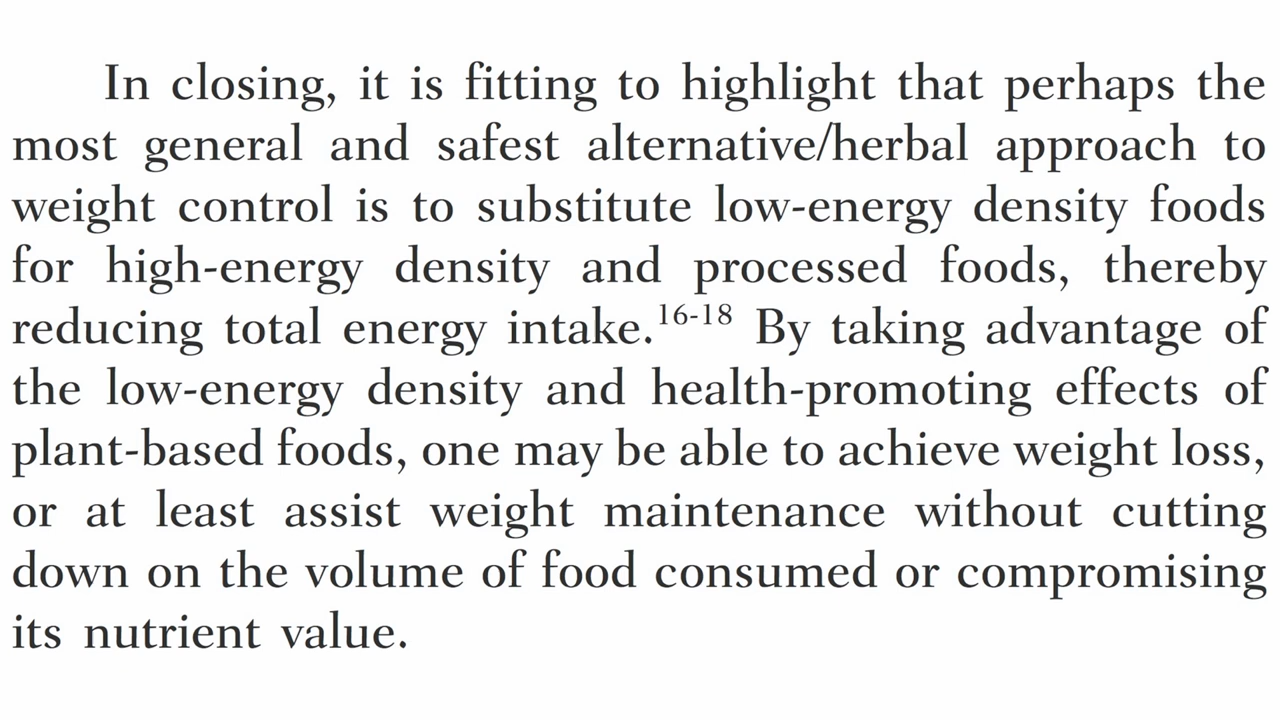 In closing, it is fitting to highlight that perhaps the
most general and safest alternative/herbal approach to
weight control is to substitute low-energy density foods
for high-energy density and processed foods, thereby
reducing total energy intake.16-18 By taking advantage of
the low-energy density and health-promoting effects of
plant-based foods, one may be able to achieve weight loss,
or at least assist weight maintenance without cutting
down on the volume of food consumed or compromising
its nutrient value.